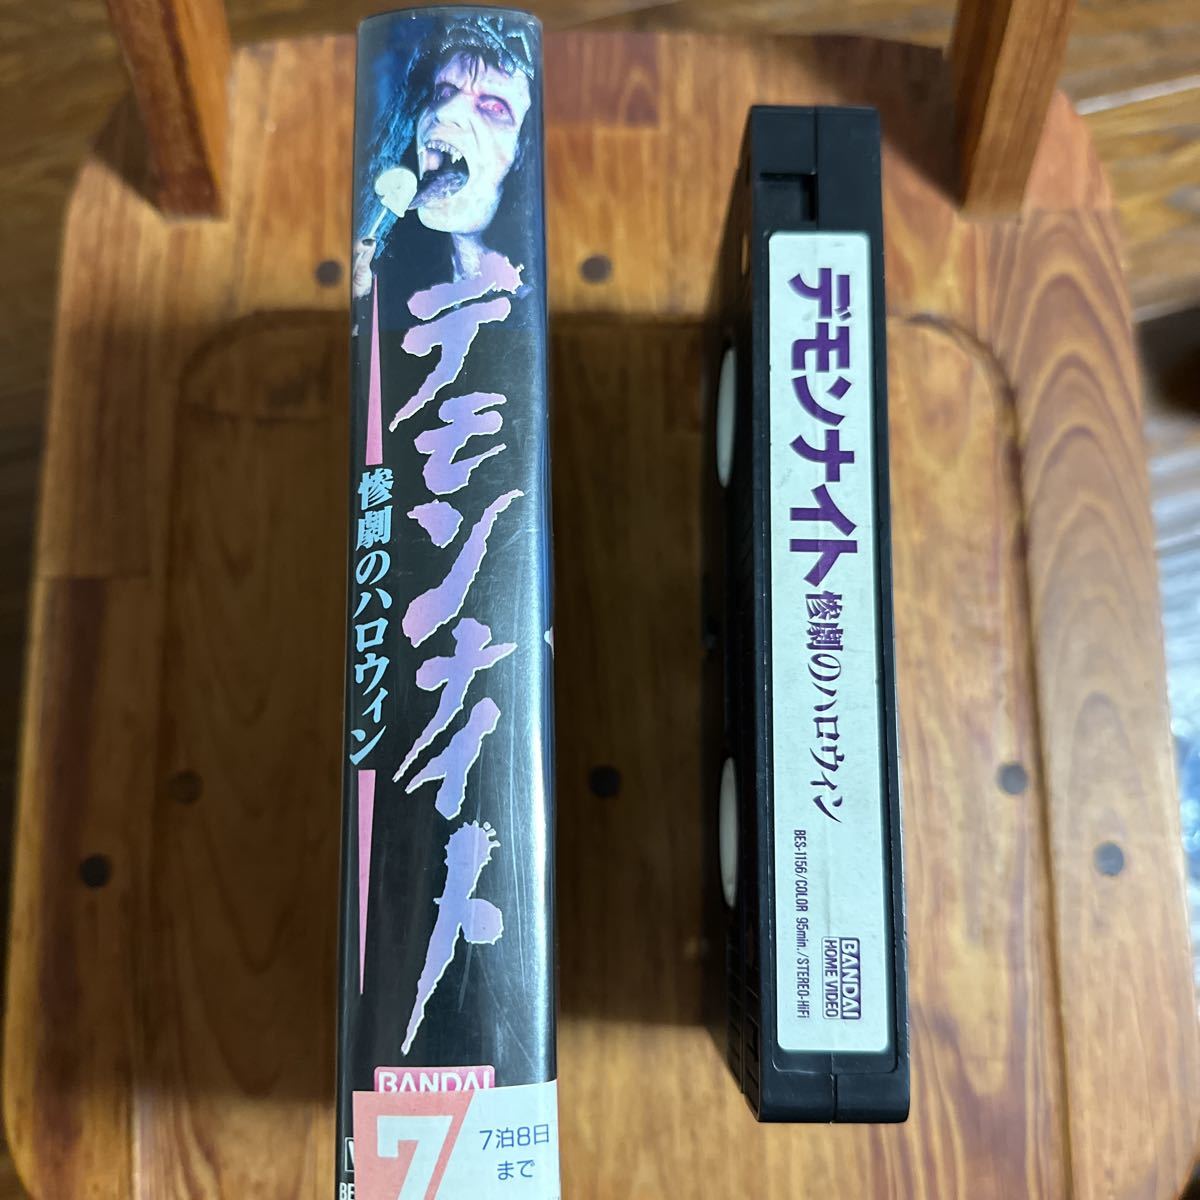 デモンナイト
惨劇のハロウィン
BANDAI
7
7泊8日
まで
BE
デモンナイト惨劇のハロウィン
BES-1156/COLOR 95min./STEREO-HiFi
BANDAI
HOME VIDEO